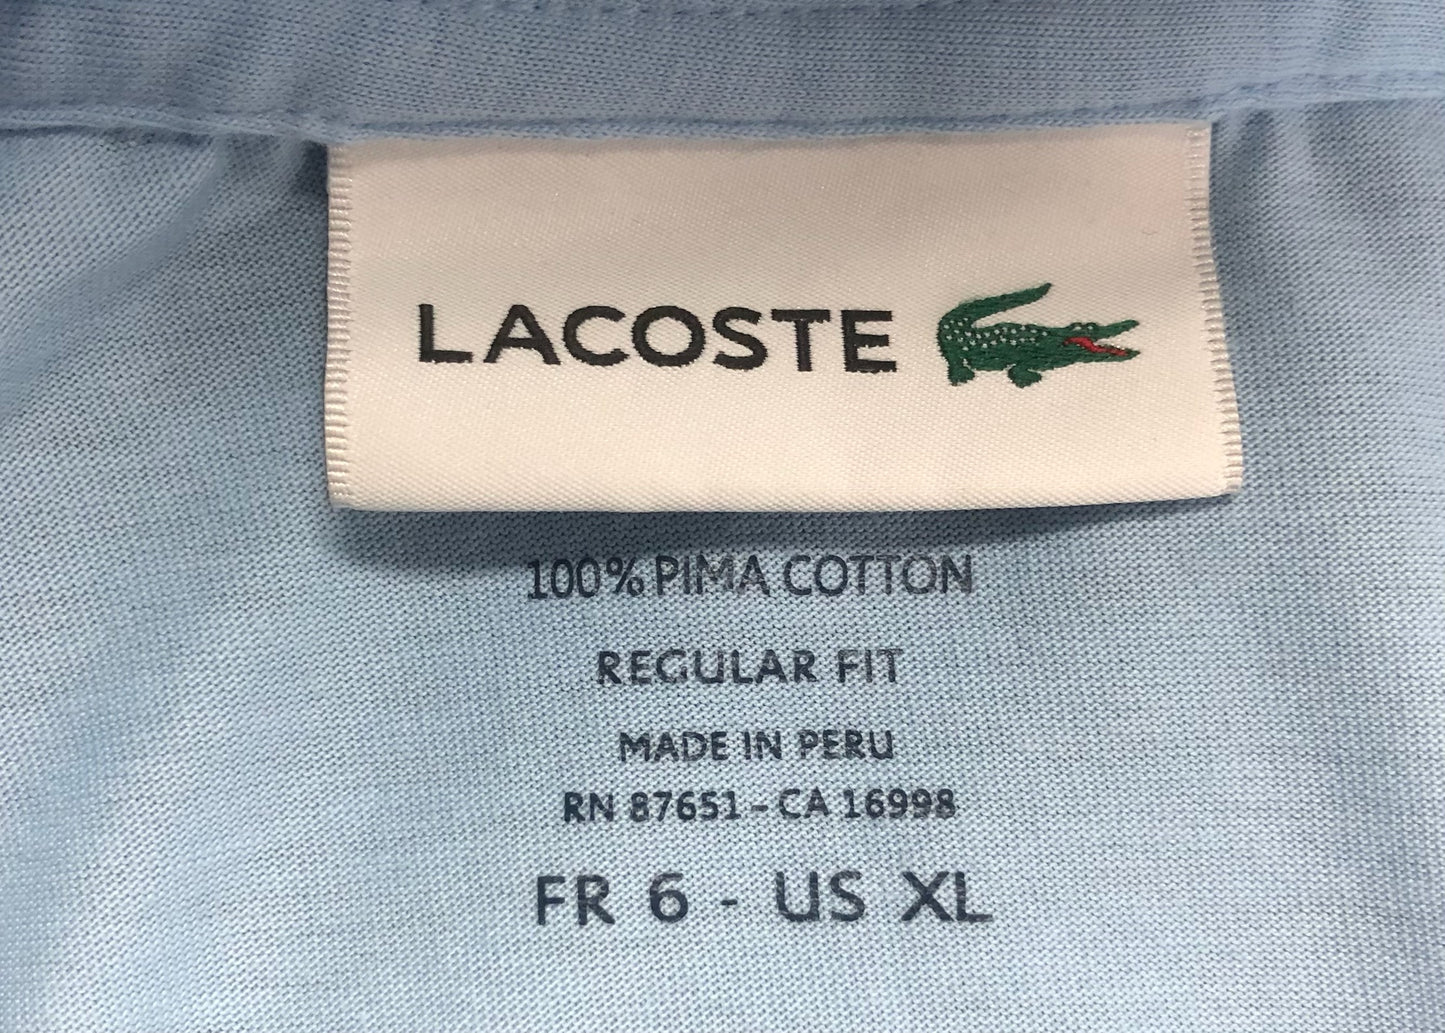 LACOSTE
100% PIMA COTTON
REGULAR FIT
MADE IN PERU
RN 87651 - CA 16998
FR 6 - US XL